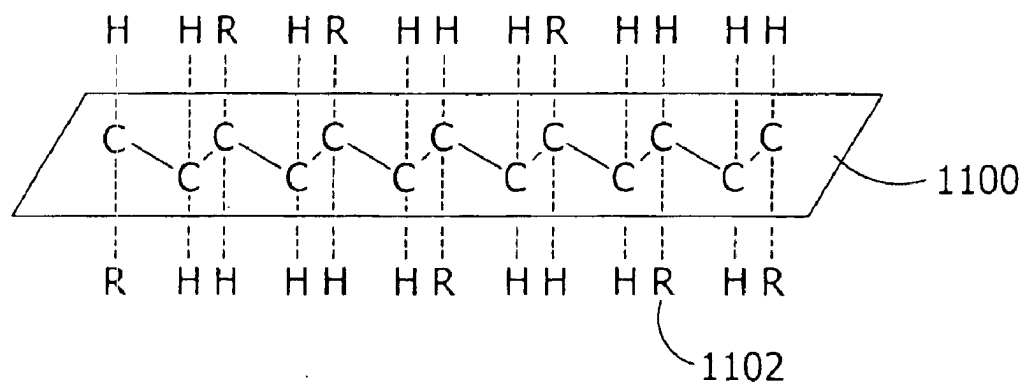 H H R H R H H H R H H H H
C C C C C C C
C C C C C C
1100
R H H H H H R H H H R H R
1102